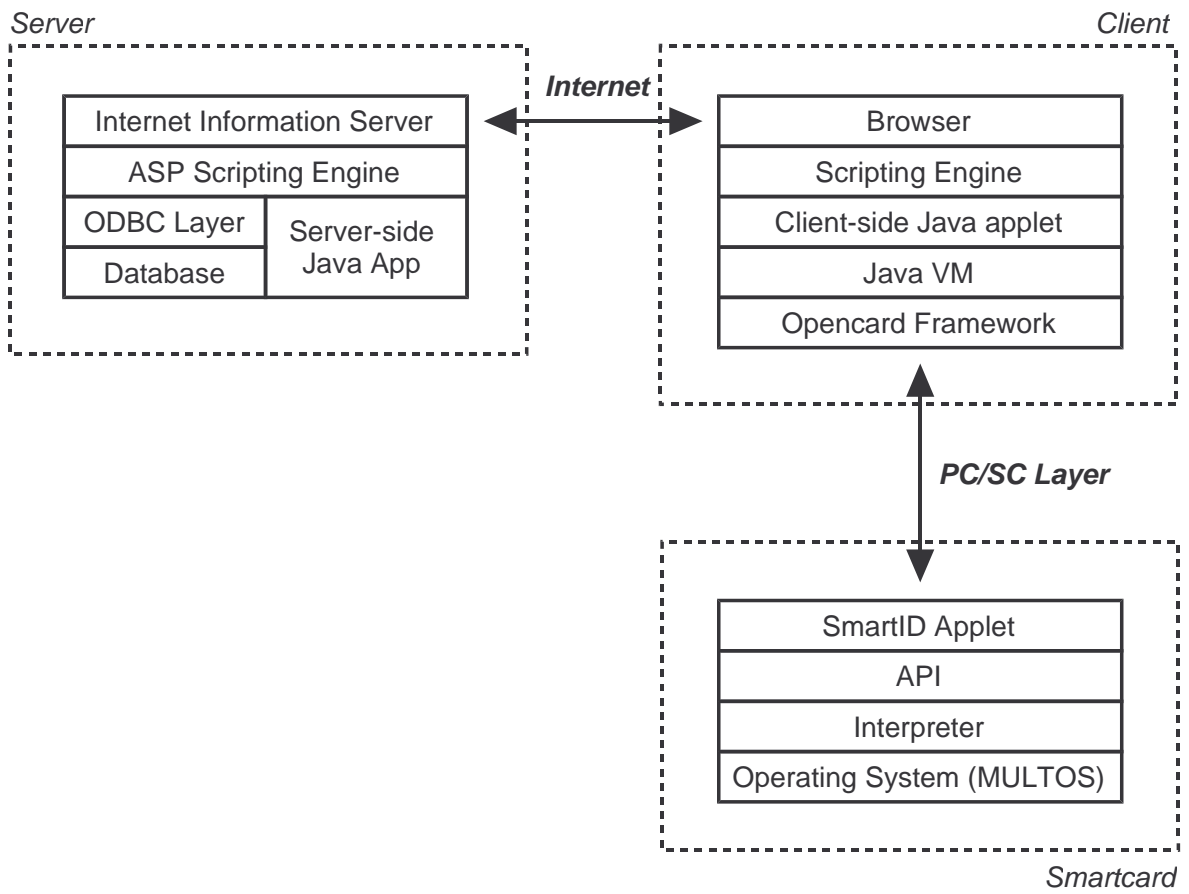 Server
Client
Internet
Internet Information Server
ASP Scripting Engine
ODBC Layer
Database
Server-side
Java App
Browser
Scripting Engine
Client-side Java applet
Java VM
Opencard Framework
PC/SC Layer
SmartID Applet
API
Interpreter
Operating System (MULTOS)
Smartcard